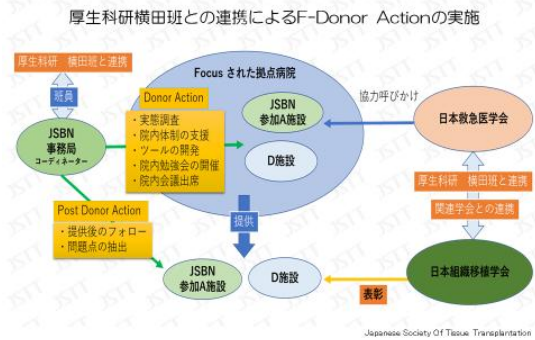 厚生科研横田班との連携によるF-Donor Actionの実施
厚生科研 横田班と連携
班員
JSBN
事務局
コーディネーター
Focus された拠点病院
Donor Action
・実態調査
・院内体制の支援
・ツールの開発
・院内勉強会の開催
・院内会議出席
JSBN
参加A施設
D施設
協力呼びかけ
日本救急医学会
厚生科研 横田班と連携
関連学会との連携
日本組織移植学会
Post Donor Action
・提供後のフォロー
・問題点の抽出
提供
JSBN
参加A施設
D施設
表彰
Japanese Society Of Tissue Transplantation
JSTT